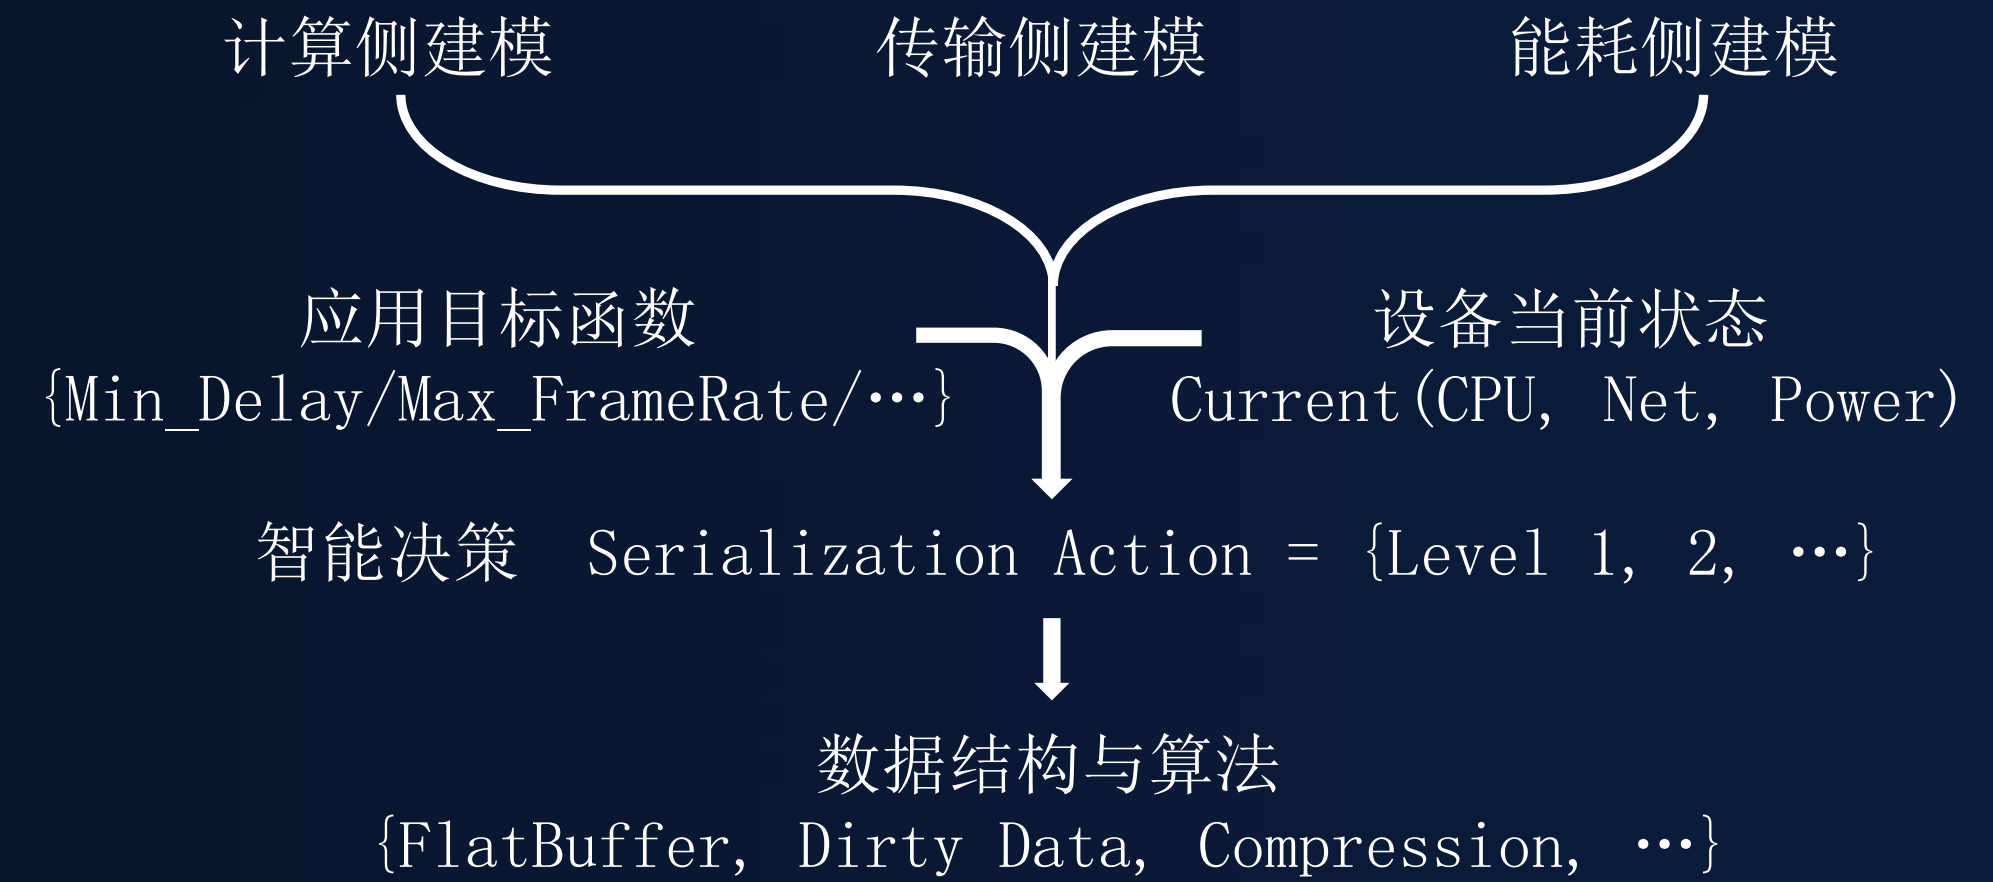 计算侧建模 传输侧建模 能耗侧建模
应用目标函数 设备当前状态
{Min_Delay/Max_FrameRate/…} Current(CPU, Net, Power)
智能决策 Serialization Action = {Level 1, 2, …}
数据结构与算法
{FlatBuffer, Dirty Data, Compression, …}